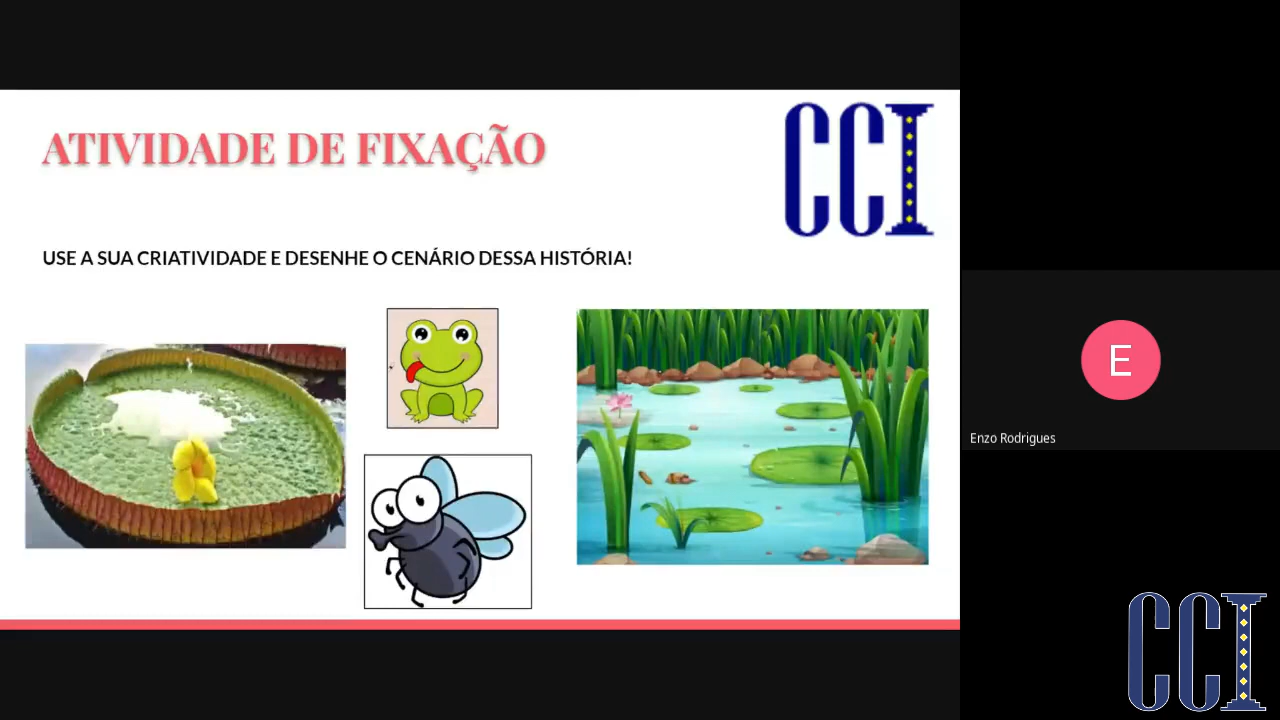 ATIVIDADE DE FIXAÇÃO
CCI
USE A SUA CRIATIVIDADE E DESENHE O CENÁRIO DESSA HISTÓRIA!
E
Enzo Rodrigues
CCI